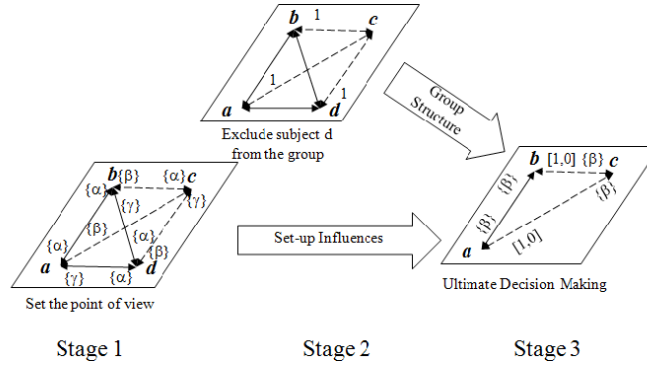 b
c
1
1
1
a
d
Exclude subject d
from the group
Group
Structure
b{β}
{α}c
{α}
{γ}
{γ}
{β}
{α}
{α}
{β}
a
d
{γ}
{α}
Set the point of view
Set-up Influences
b [1,0] {β} c
{β}
{β}
{β}
a
[1,0]
Ultimate Decision Making
Stage 1
Stage 2
Stage 3